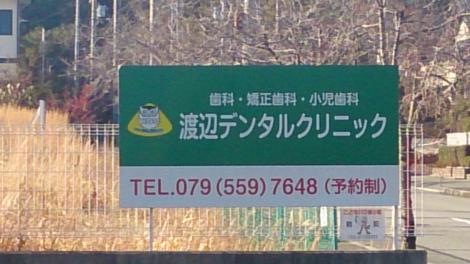 歯科・矯正歯科・小児歯科
渡辺デンタルクリニック
TEL.079(559)7648(予約制)